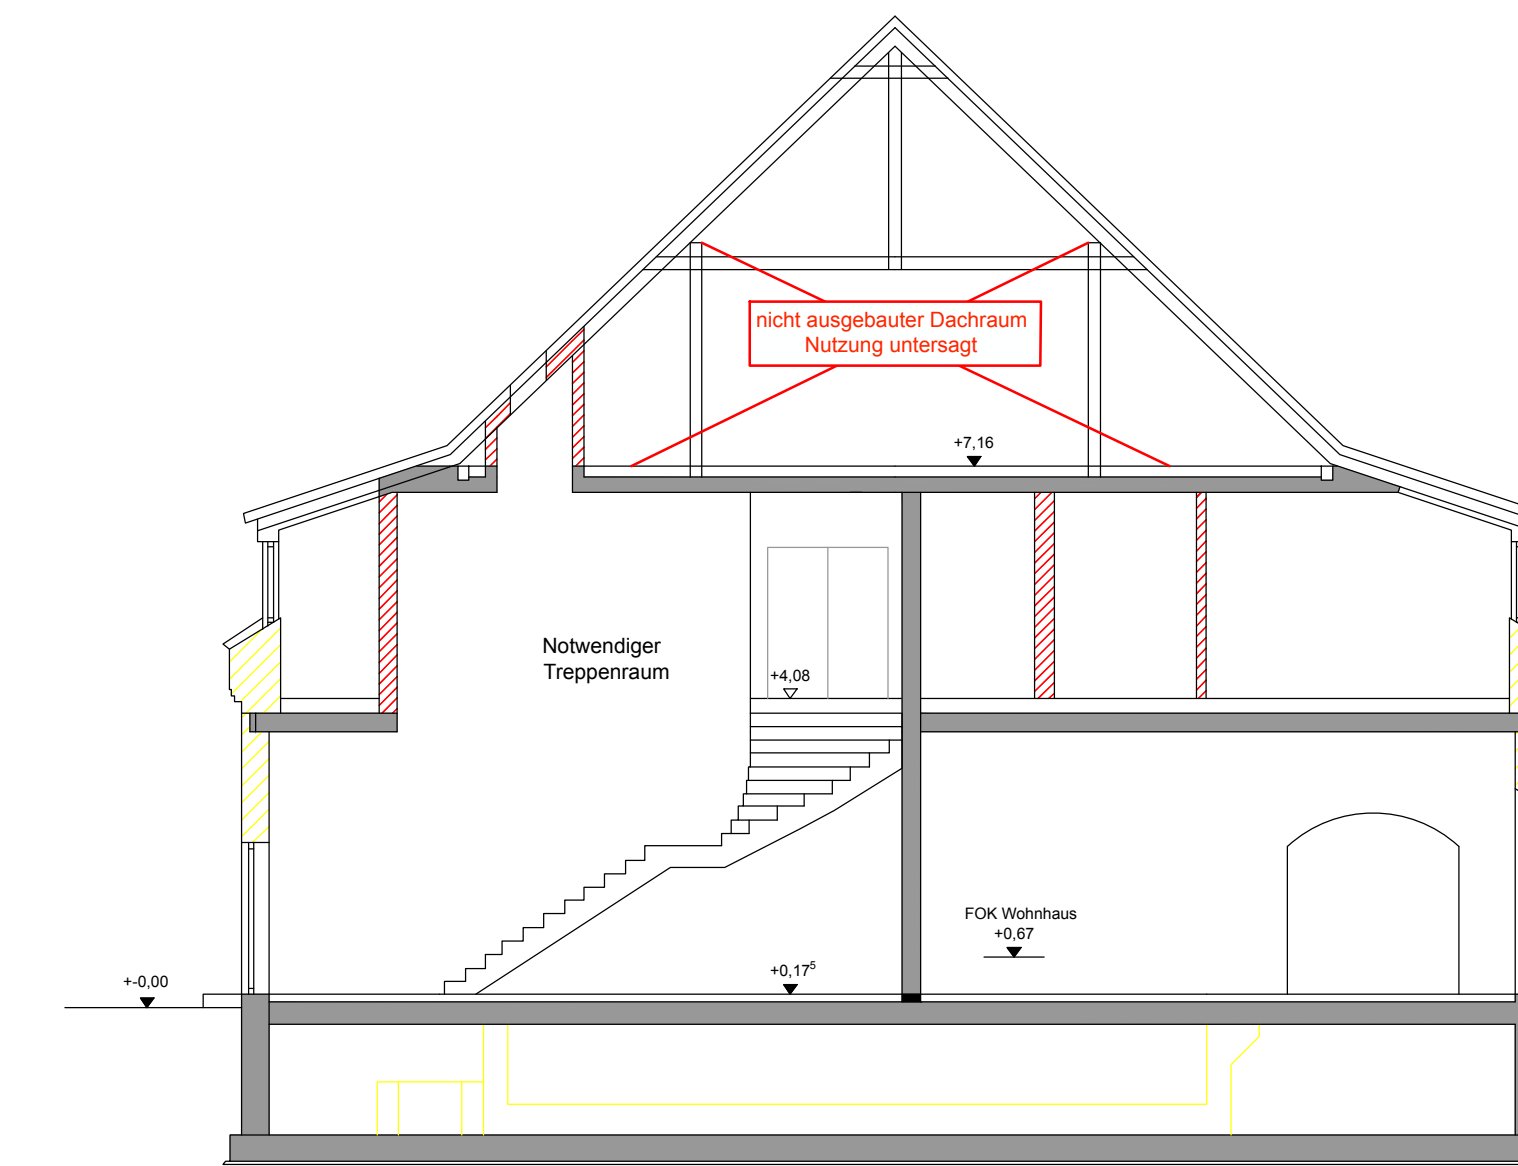 nicht ausgebauter Dachraum
Nutzung untersagt
+7,16
Notwendiger
Treppenraum
+4,08
FOK Wohnhaus
+0,67
+0,17⁵
+-0,00